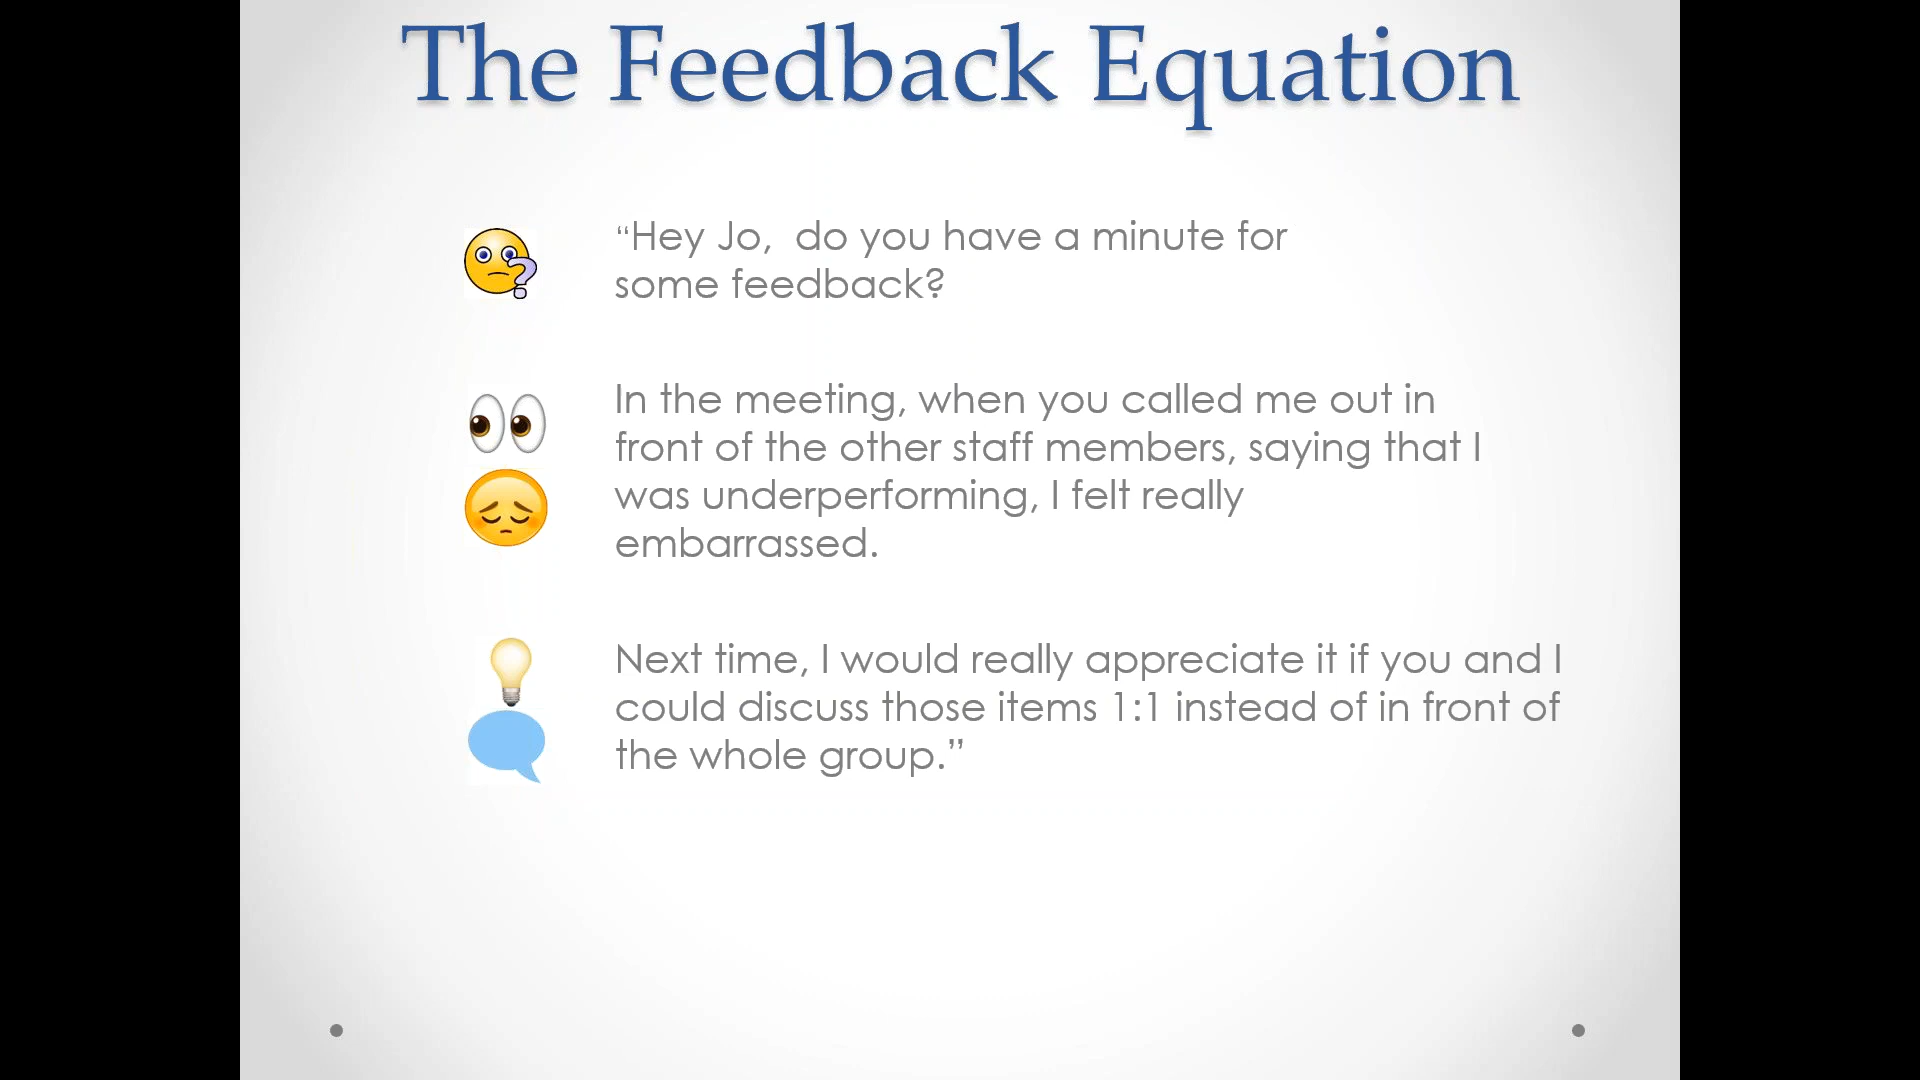 The Feedback Equation
“Hey Jo,  do you have a minute for
some feedback?
In the meeting, when you called me out in
front of the other staff members, saying that I
was underperforming, I felt really
embarrassed.
Next time, I would really appreciate it if you and I
could discuss those items 1:1 instead of in front of
the whole group.”